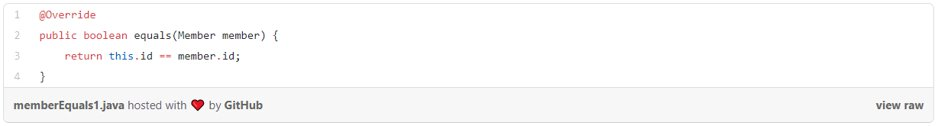 1 @Override
2 public boolean equals(Member member) {
3     return this.id == member.id;
4 }
memberEquals1.java hosted with ❤ by GitHub view raw